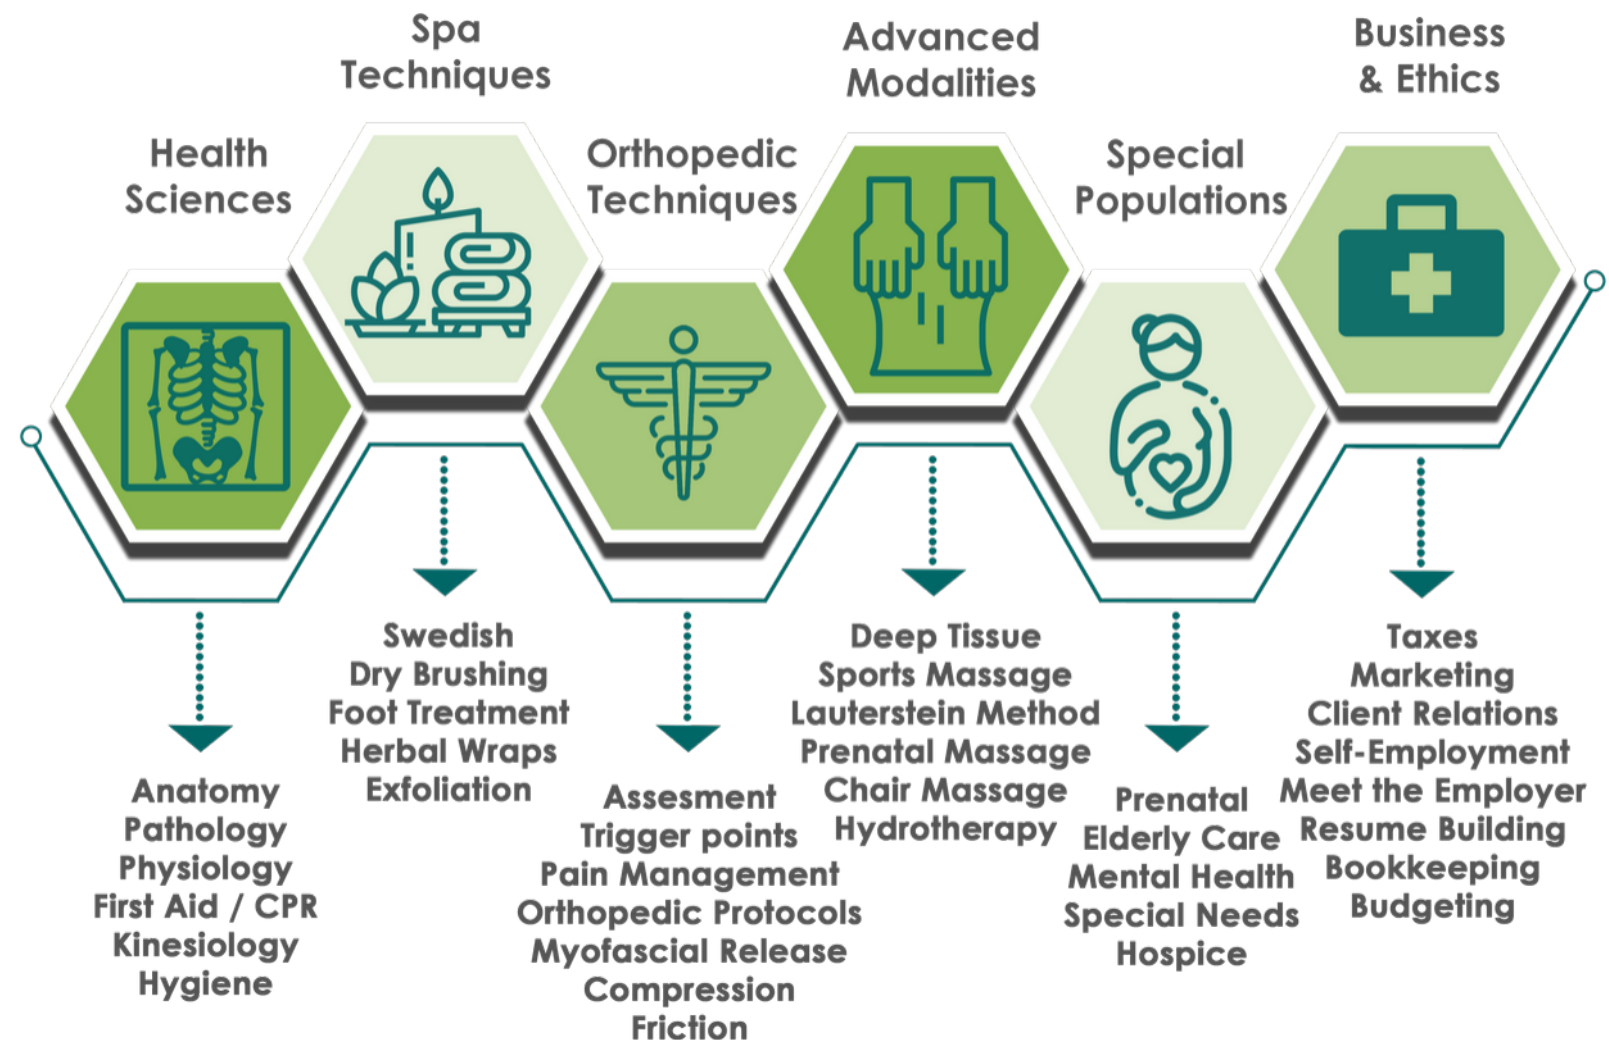 Health
Sciences
Anatomy
Pathology
Physiology
First Aid / CPR
Kinesiology
Hygiene
Spa
Techniques
Swedish
Dry Brushing
Foot Treatment
Herbal Wraps
Exfoliation
Orthopedic
Techniques
Assesment
Trigger points
Pain Management
Orthopedic Protocols
Myofascial Release
Compression
Friction
Advanced
Modalities
Deep Tissue
Sports Massage
Lauterstein Method
Prenatal Massage
Chair Massage
Hydrotherapy
Special
Populations
Prenatal
Elderly Care
Mental Health
Special Needs
Hospice
Business
& Ethics
Taxes
Marketing
Client Relations
Self-Employment
Meet the Employer
Resume Building
Bookkeeping
Budgeting